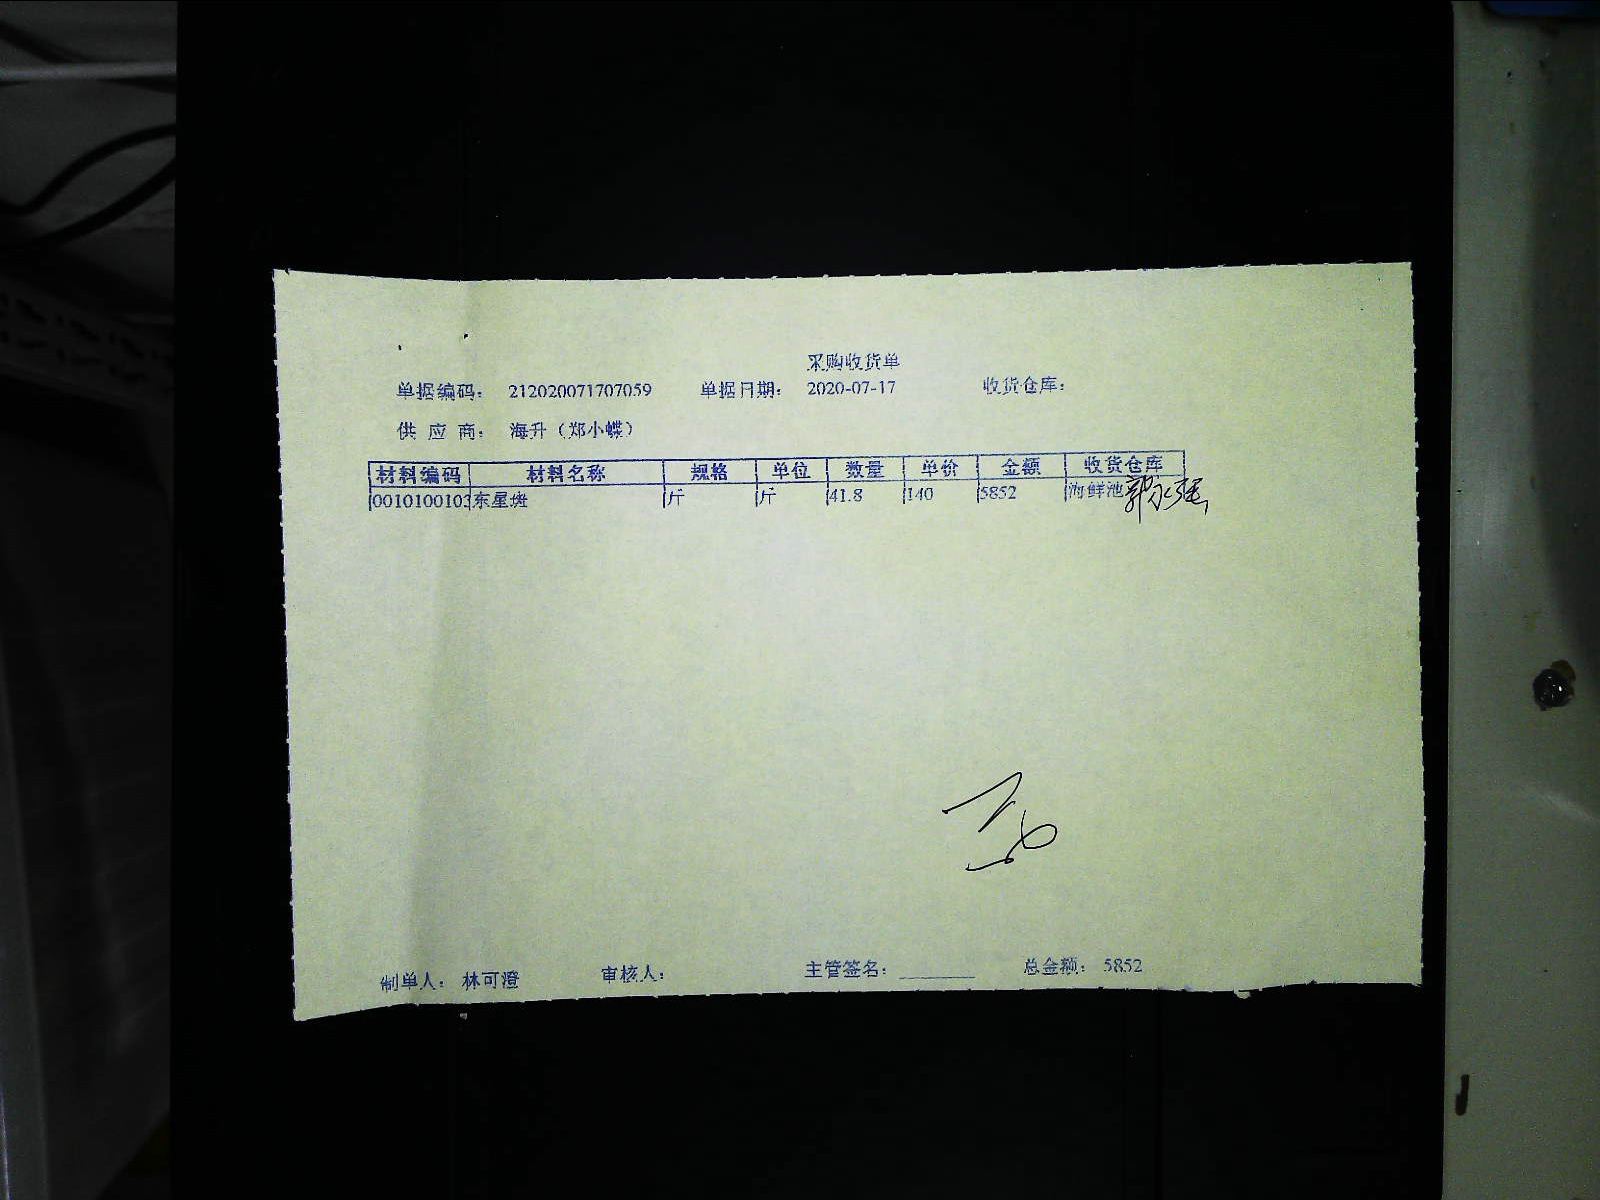 采购收货单
单据编码： 212020071707059 单据日期： 2020-07-17 收货仓库：
供 应 商： 海升（郑小蝶）
材料编码 材料名称 规格 单位 数量 单价 金额 收货仓库
0010100103 东星斑 斤 斤 41.8 140 5852 海鲜池 郭永强
制单人： 林可澄 审核人： 主管签名： ________ 总金额： 5852